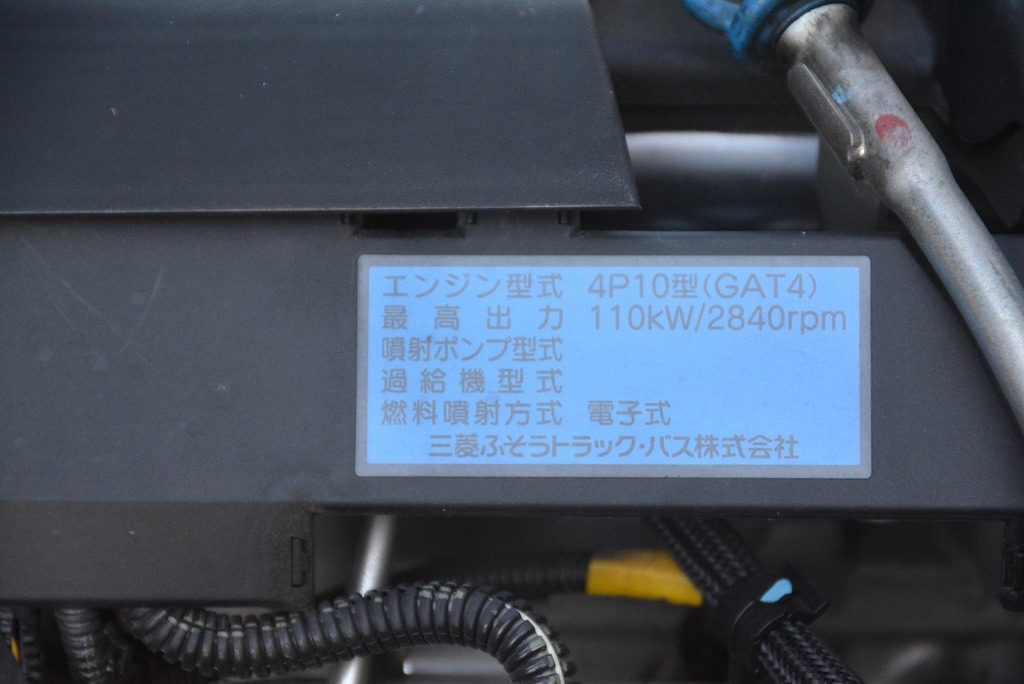 エンジン型式 4P10型(GAT4)
最高出力 110kW/2840rpm
噴射ポンプ型式
過給機型式
燃料噴射方式 電子式
三菱ふそうトラック・バス株式会社